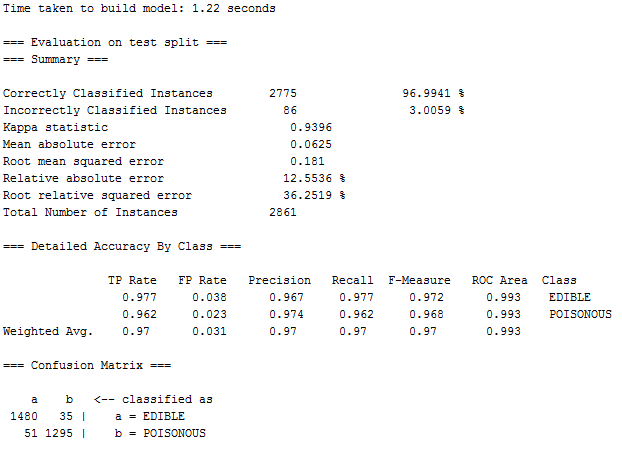 Time taken to build model: 1.22 seconds
=== Evaluation on test split ===
=== Summary ===
Correctly Classified Instances        2775               96.9941 %
Incorrectly Classified Instances        86                3.0059 %
Kappa statistic                          0.9396
Mean absolute error                      0.0625
Root mean squared error                  0.181
Relative absolute error                 12.5536 %
Root relative squared error             36.2519 %
Total Number of Instances             2861
=== Detailed Accuracy By Class ===
               TP Rate   FP Rate   Precision   Recall  F-Measure   ROC Area  Class
                 0.977     0.038      0.967     0.977     0.972      0.993    EDIBLE
                 0.962     0.023      0.974     0.962     0.968      0.993    POISONOUS
Weighted Avg.    0.97      0.031      0.97      0.97      0.97       0.993
=== Confusion Matrix ===
    a    b   <-- classified as
 1480   35 |    a = EDIBLE
   51 1295 |    b = POISONOUS